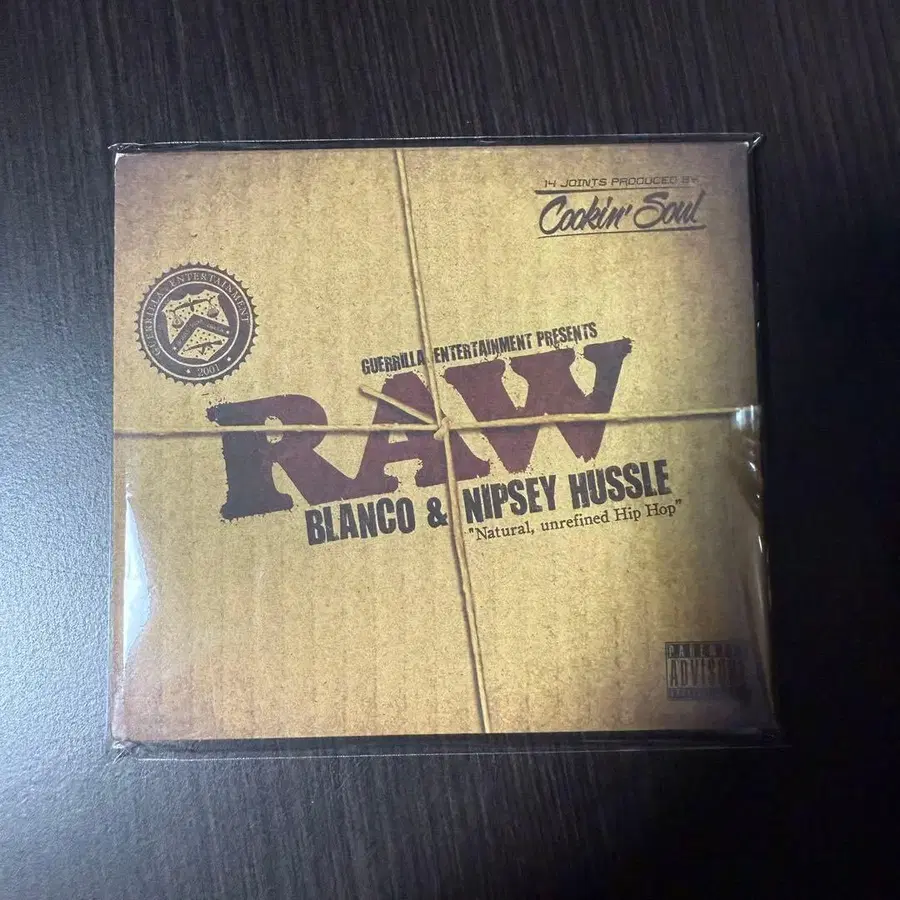 14 JOINTS PRODUCED BY
Cookin' Soul
GUERRILLA ENTERTAINMENT
2001
GUERRILLA ENTERTAINMENT PRESENTS
RAW
BLANCO & NIPSEY HUSSLE
"Natural, unrefined Hip Hop"
ADVISORY